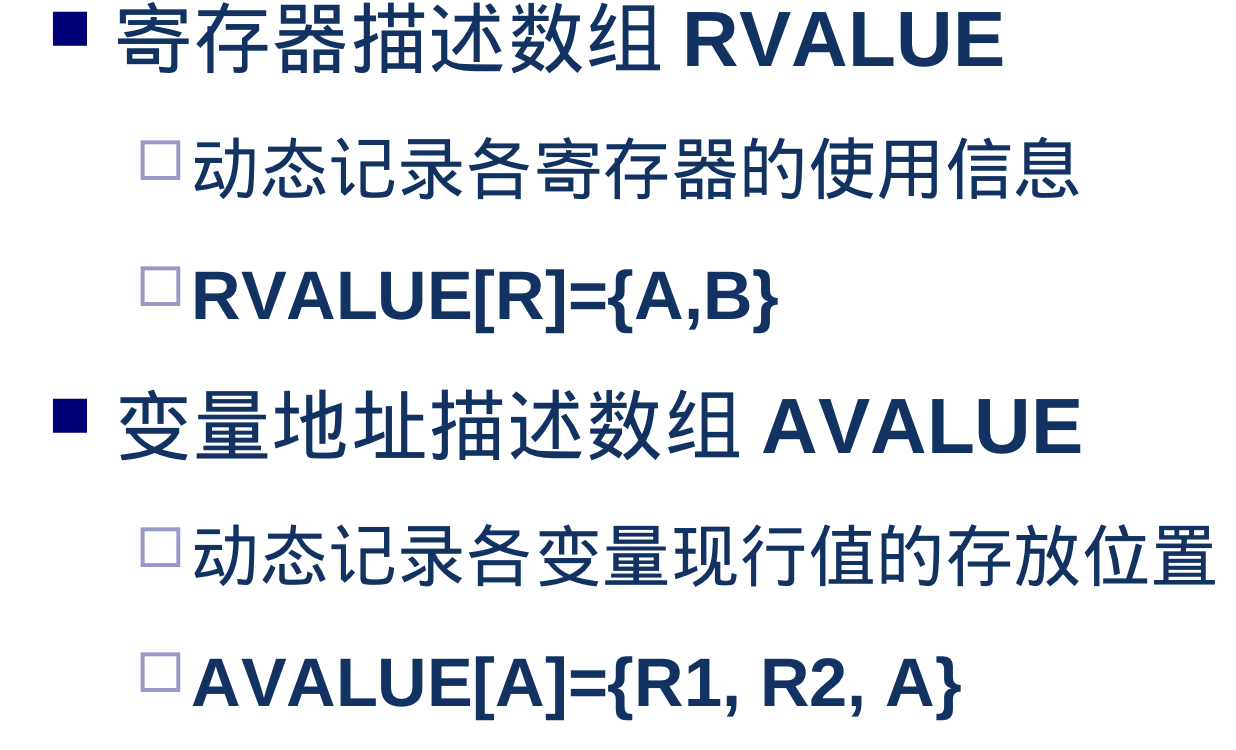 寄存器描述数组 RVALUE
动态记录各寄存器的使用信息
RVALUE[R]={A,B}
变量地址描述数组 AVALUE
动态记录各变量现行值的存放位置
AVALUE[A]={R1, R2, A}